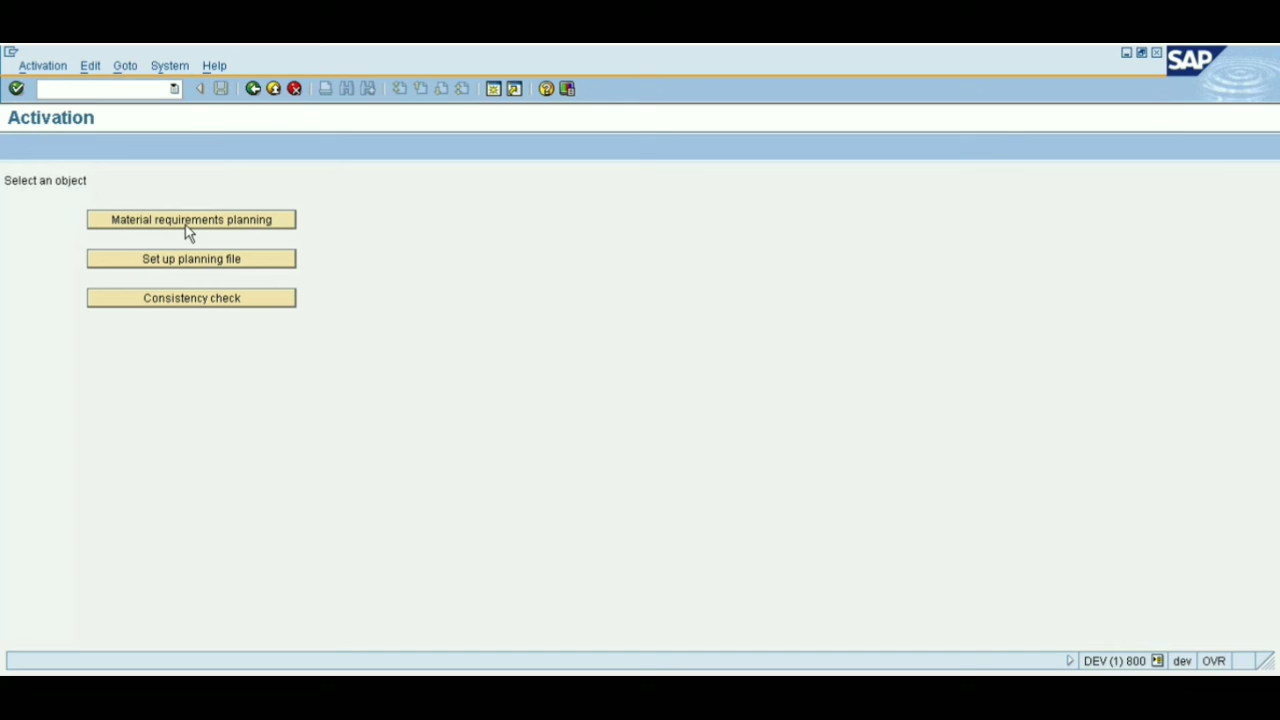 SAP
Activation Edit Goto System Help
Activation
Select an object
Material requirements planning
Set up planning file
Consistency check
DEV (1) 800 dev OVR